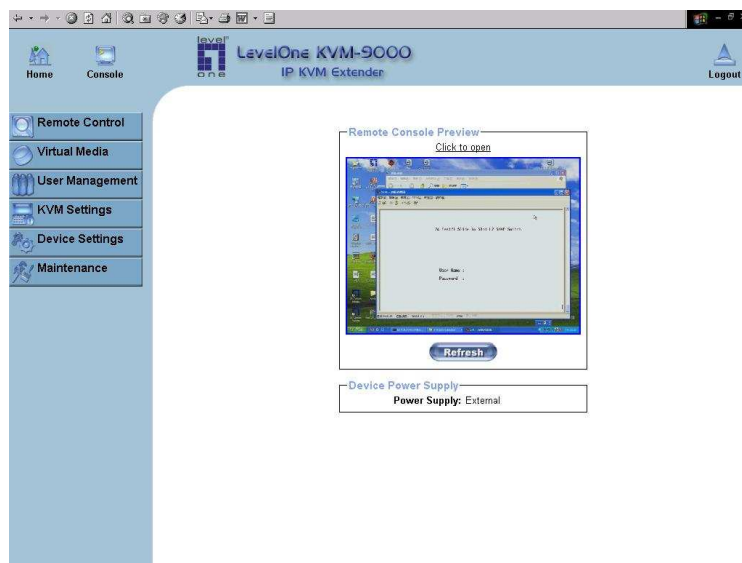 level
one
LevelOne KVM-9000
IP KVM Extender
Home
Console
Logout
Remote Control
Virtual Media
User Management
KVM Settings
Device Settings
Maintenance
Remote Console Preview
Click to open
User Name :
Password :
Refresh
Device Power Supply
Power Supply: External